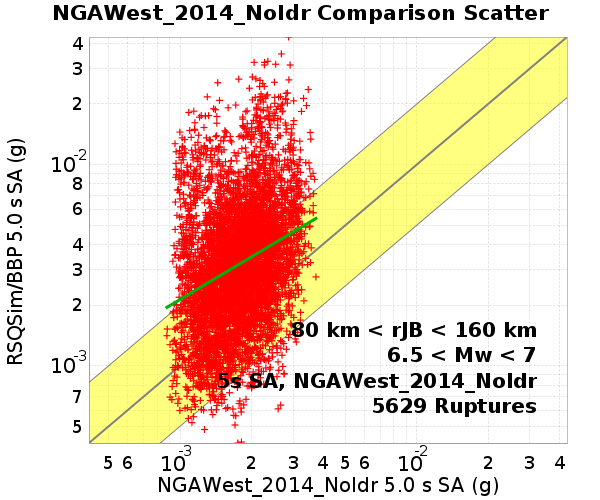 NGAWest_2014_NoIdr Comparison Scatter
RSQSim/BBP 5.0 s SA (g)
4
3
2
10-2
8
6
4
3
2
10-3
7
5
80 km < rJB < 160 km
6.5 < Mw < 7
5s SA, NGAWest_2014_NoIdr
5629 Ruptures
5 6 10-3 2 3 4 5 6 10-2 2 3 4
NGAWest_2014_NoIdr 5.0 s SA (g)